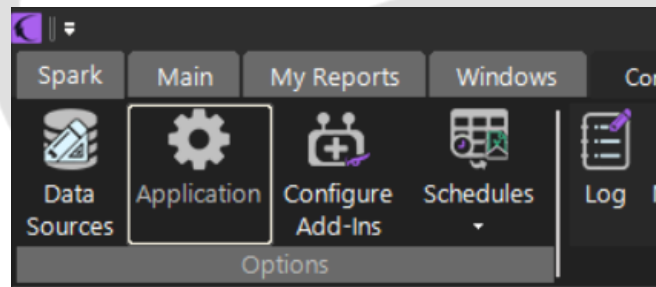 Spark Main My Reports Windows
Data Application Configure Schedules Log
Sources Add-Ins
Options